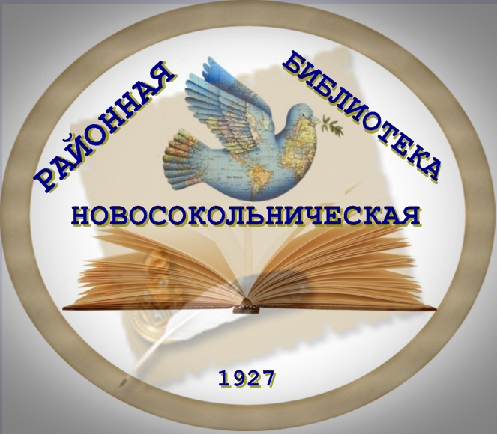 РАЙОННАЯ
БИБЛИОТЕКА
НОВОСОКОЛЬНИЧЕСКАЯ
1927